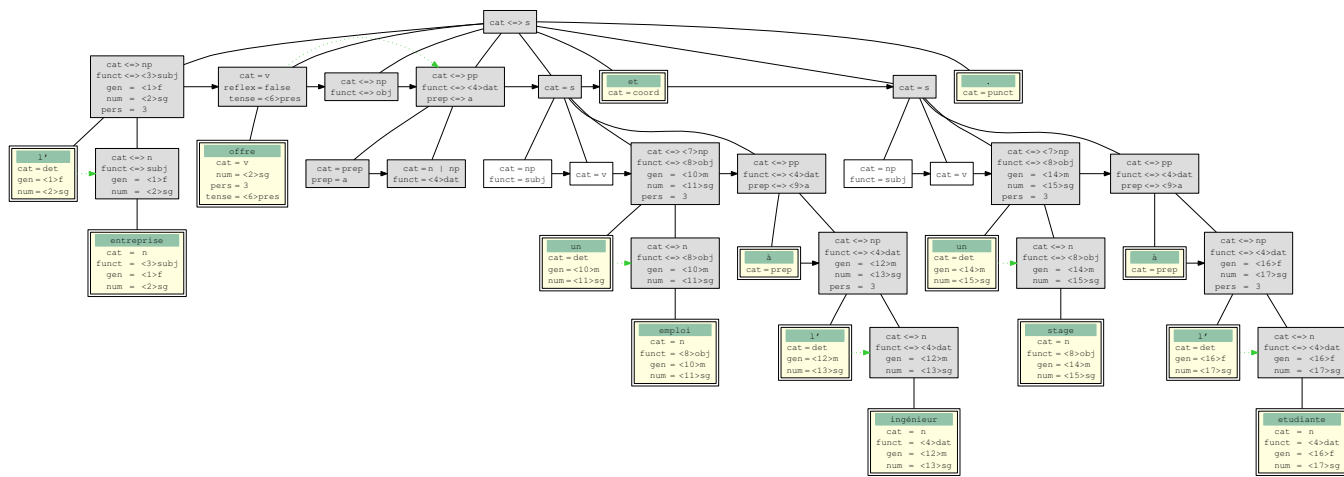 cat <=> s
cat <=> np
funct <=> <3>subj
gen = <1>f
num = <2>sg
pers = 3
cat = v
reflex = false
tense = <6>pres
cat <=> np
funct <=> obj
cat <=> pp
funct <=> <4>dat
prep <=> a
cat = s
et
cat = coord
cat = s
.
cat = punct
l'
cat = det
gen = <1>f
num = <2>sg
cat <=> n
funct <=> subj
gen = <1>f
num = <2>sg
offre
cat = v
num = <2>sg
pers = 3
tense = <6>pres
cat = prep
prep = a
cat = n | np
funct = <4>dat
cat = np
funct = subj
cat = v
cat <=> <7>np
funct <=> <8>obj
gen = <10>m
num = <11>sg
pers = 3
cat <=> pp
funct <=> <4>dat
prep <=> <9>a
cat = np
funct = subj
cat = v
cat <=> <7>np
funct <=> <8>obj
gen = <14>m
num = <15>sg
pers = 3
cat <=> pp
funct <=> <4>dat
prep <=> <9>a
entreprise
cat = n
funct = <3>subj
gen = <1>f
num = <2>sg
un
cat = det
gen = <10>m
num = <11>sg
cat <=> n
funct <=> <8>obj
gen = <10>m
num = <11>sg
à
cat = prep
cat <=> np
funct <=> <4>dat
gen = <12>m
num = <13>sg
pers = 3
un
cat = det
gen = <14>m
num = <15>sg
cat <=> n
funct <=> <8>obj
gen = <14>m
num = <15>sg
à
cat = prep
cat <=> np
funct <=> <4>dat
gen = <16>f
num = <17>sg
pers = 3
emploi
cat = n
funct = <8>obj
gen = <10>m
num = <11>sg
l'
cat = det
gen = <12>m
num = <13>sg
cat <=> n
funct <=> <4>dat
gen = <12>m
num = <13>sg
stage
cat = n
funct = <8>obj
gen = <14>m
num = <15>sg
l'
cat = det
gen = <16>f
num = <17>sg
cat <=> n
funct <=> <4>dat
gen = <16>f
num = <17>sg
ingénieur
cat = n
funct = <4>dat
gen = <12>m
num = <13>sg
etudiante
cat = n
funct = <4>dat
gen = <16>f
num = <17>sg